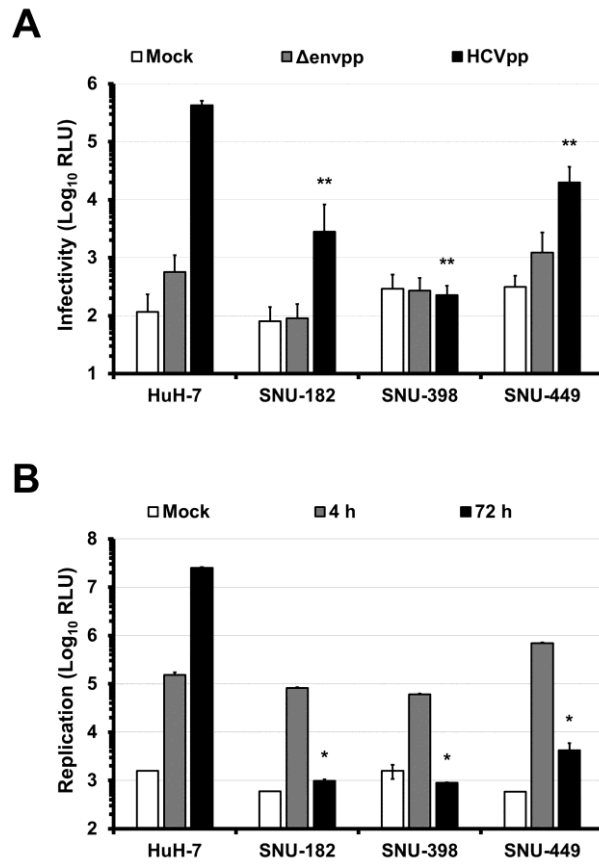 A
Mock ΔenvppHCVpp
Infectivity (Log10 RLU)
6
5
4
3
2
1
**
**
**
HuH-7 SNU-182 SNU-398 SNU-449
B
Mock 4 h 72 h
Replication (Log10 RLU)
8
7
6
5
4
3
2
*
*
*
HuH-7 SNU-182 SNU-398 SNU-449